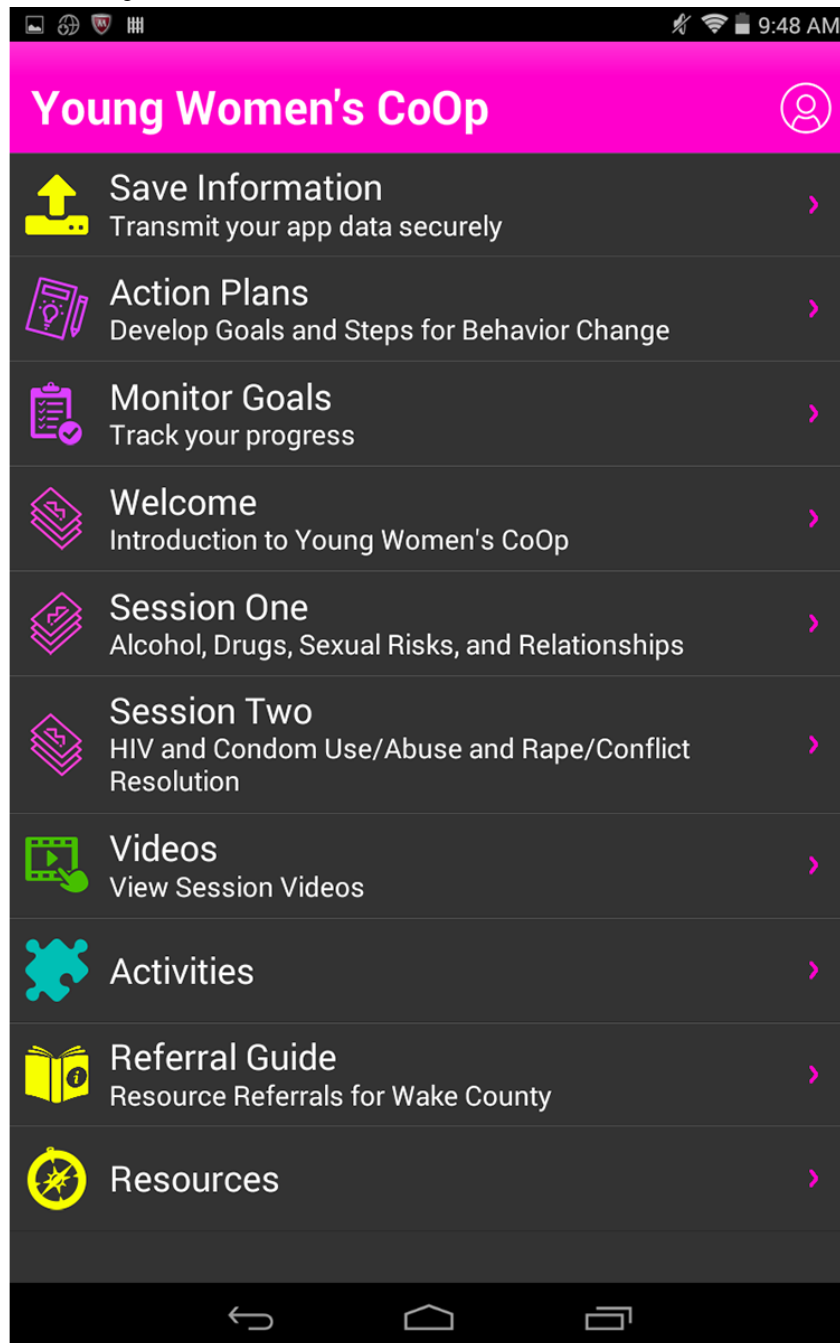 9:48 AM
Young Women's CoOp
Save Information
Transmit your app data securely
Action Plans
Develop Goals and Steps for Behavior Change
Monitor Goals
Track your progress
Welcome
Introduction to Young Women's CoOp
Session One
Alcohol, Drugs, Sexual Risks, and Relationships
Session Two
HIV and Condom Use/Abuse and Rape/Conflict
Resolution
Videos
View Session Videos
Activities
Referral Guide
Resource Referrals for Wake County
Resources